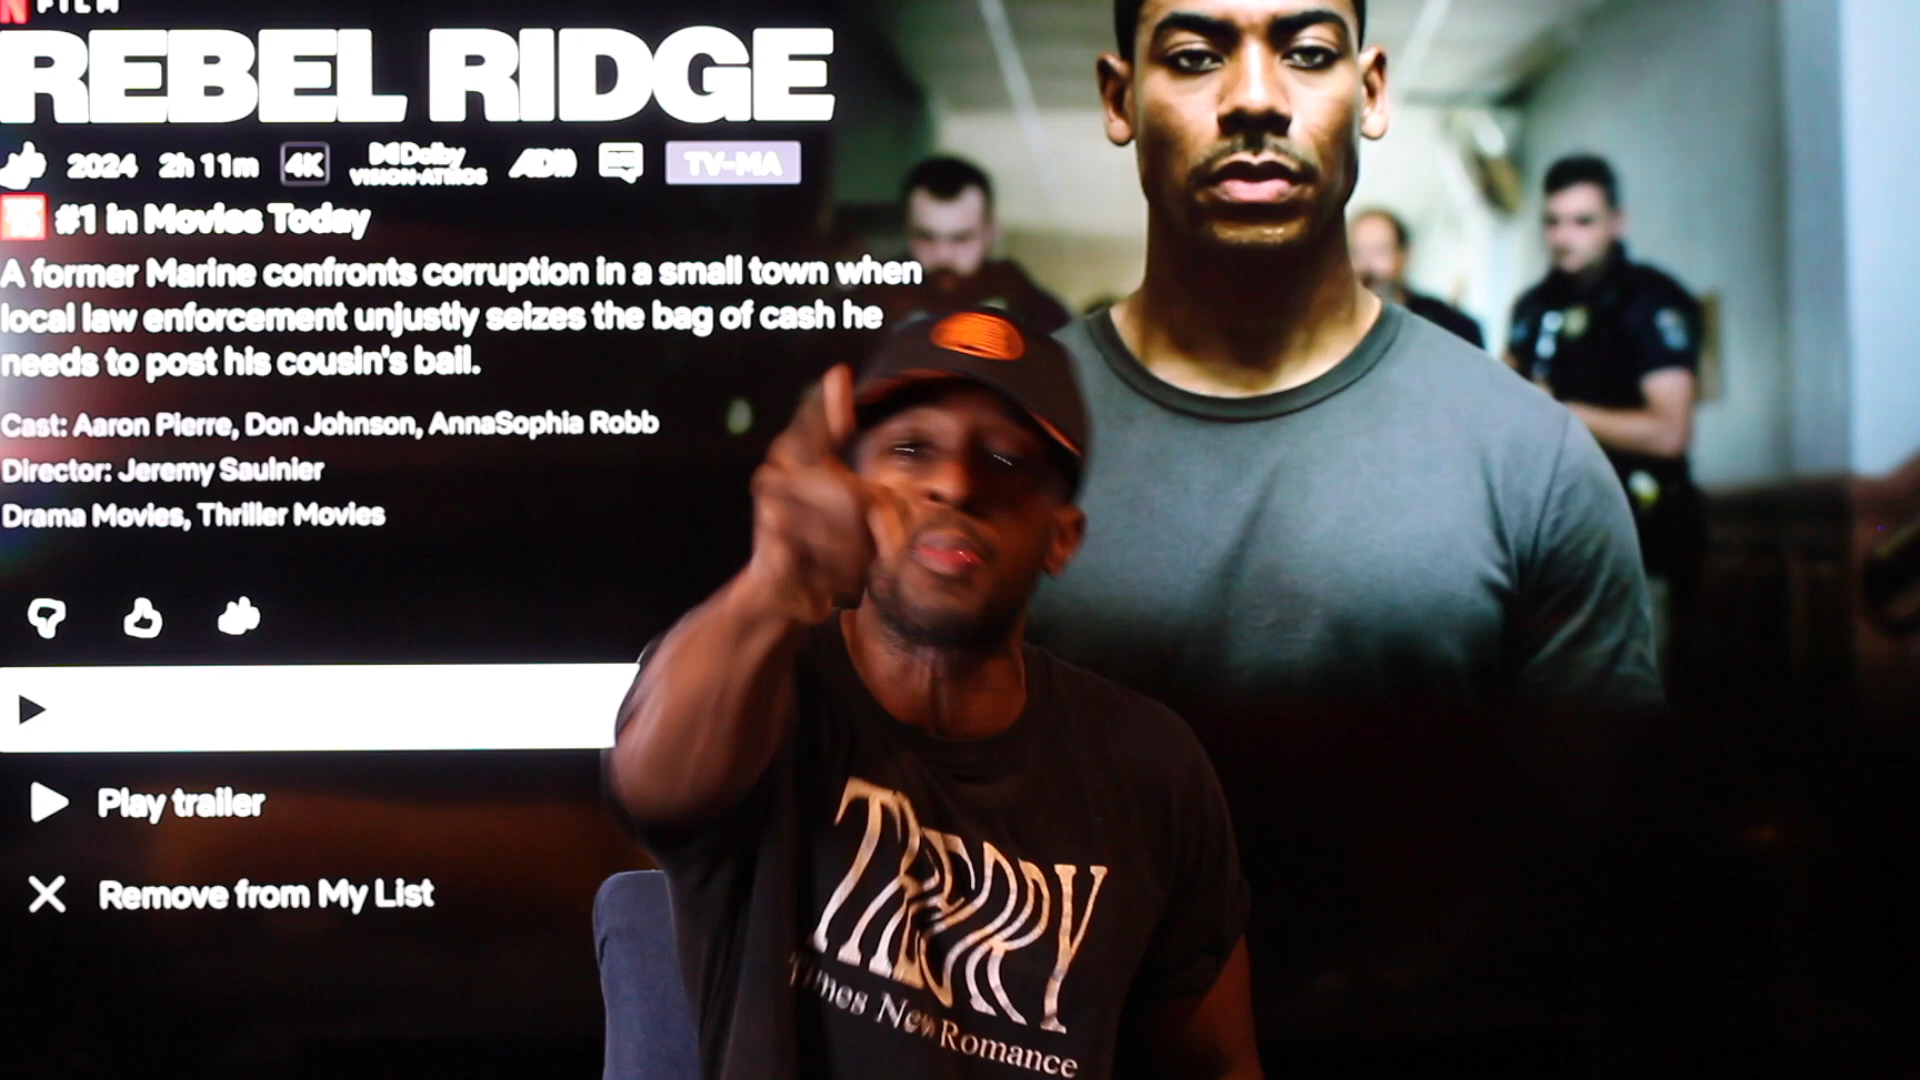 N FILM
REBEL RIDGE
2024 2h 11m 4K Dolby VISION·ATMOS AD TV-MA
#1 in Movies Today
A former Marine confronts corruption in a small town when
local law enforcement unjustly seizes the bag of cash he
needs to post his cousin's bail.
Cast: Aaron Pierre, Don Johnson, AnnaSophia Robb
Director: Jeremy Saulnier
Drama Movies, Thriller Movies
Play trailer
Remove from My List
THEORY
Times New Romance